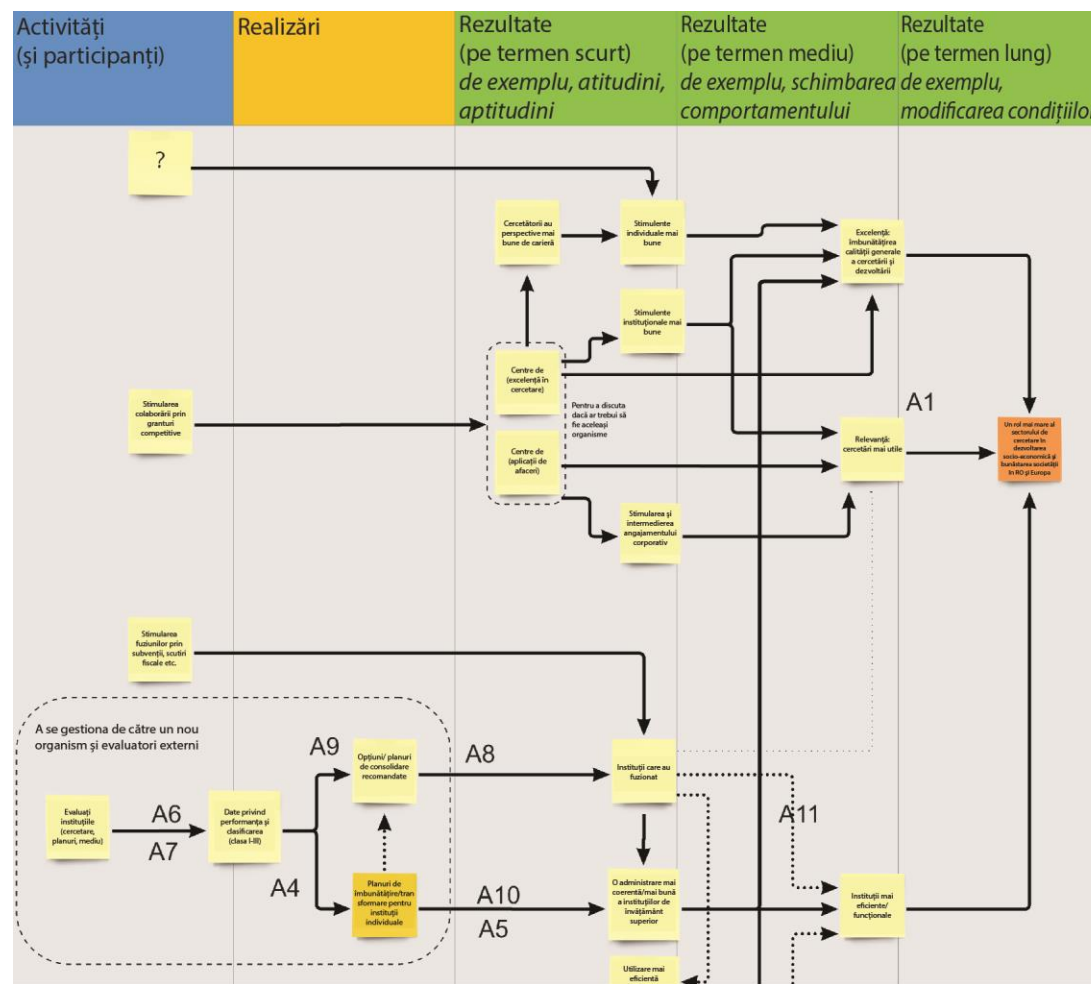 Activități
(și participanți)
Realizări
Rezultate
(pe termen scurt)
de exemplu, atitudini,
aptitudini
Rezultate
(pe termen mediu)
de exemplu, schimbarea
comportamentului
Rezultate
(pe termen lung)
de exemplu,
modificarea condițiilor
?
Cercetătorii au
perspective mai
bune de carieră
Stimulente
individuale mai
bune
Excelență:
îmbunătățirea
calității generale
a cercetării și
dezvoltării
Stimulente
instituționale mai
bune
Centre de
(excelență în
cercetare)
Stimularea
colaborării prin
granturi
competitive
Pentru a discuta
dacă ar trebui să
fie aceleași
organisme
Centre de
(aplicații de
afaceri)
A1
Relevanță:
cercetări mai utile
Un rol mai mare al
sectorului de
cercetare în
dezvoltarea
socio-economică și
bunăstarea societății
în RO și Europa
Stimularea și
intermedierea
angajamentului
corporativ
Stimularea
fuziunilor prin
subvenții, scutiri
fiscale etc.
A se gestiona de către un nou
organism și evaluatori externi
A9
Opțiuni/ planuri
de consolidare
recomandate
A8
Instituții care au
fuzionat
Evaluați
instituțiile
(cercetare,
planuri, mediu)
A6
A7
Date privind
performanța și
clasificarea
(clasa I-III)
A11
A4
Planuri de
îmbunătățire/tran
sformare pentru
instituții
individuale
A10
A5
O administrare mai
coerentă/mai bună
a instituțiilor de
învățământ
superior
Instituții mai
eficiente/
funcționale
Utilizare mai
eficientă